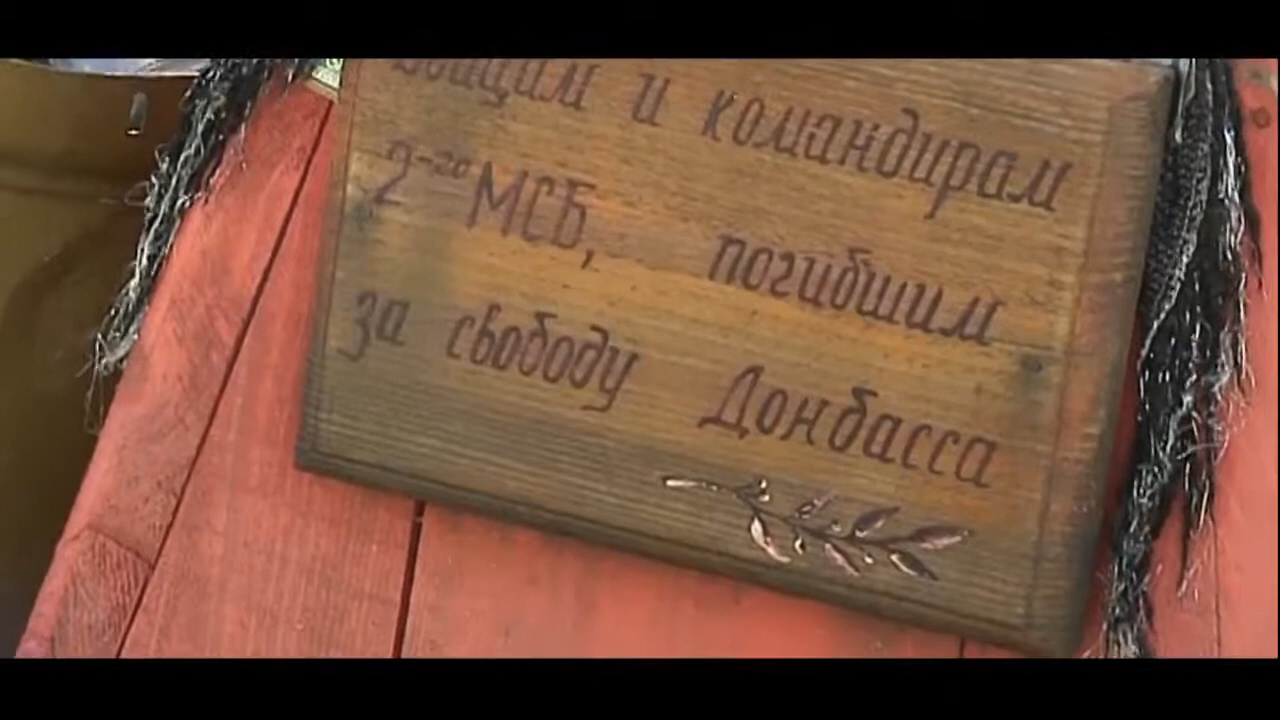 и командирам
2-го МСБ, погибшим
за свободу Донбасса